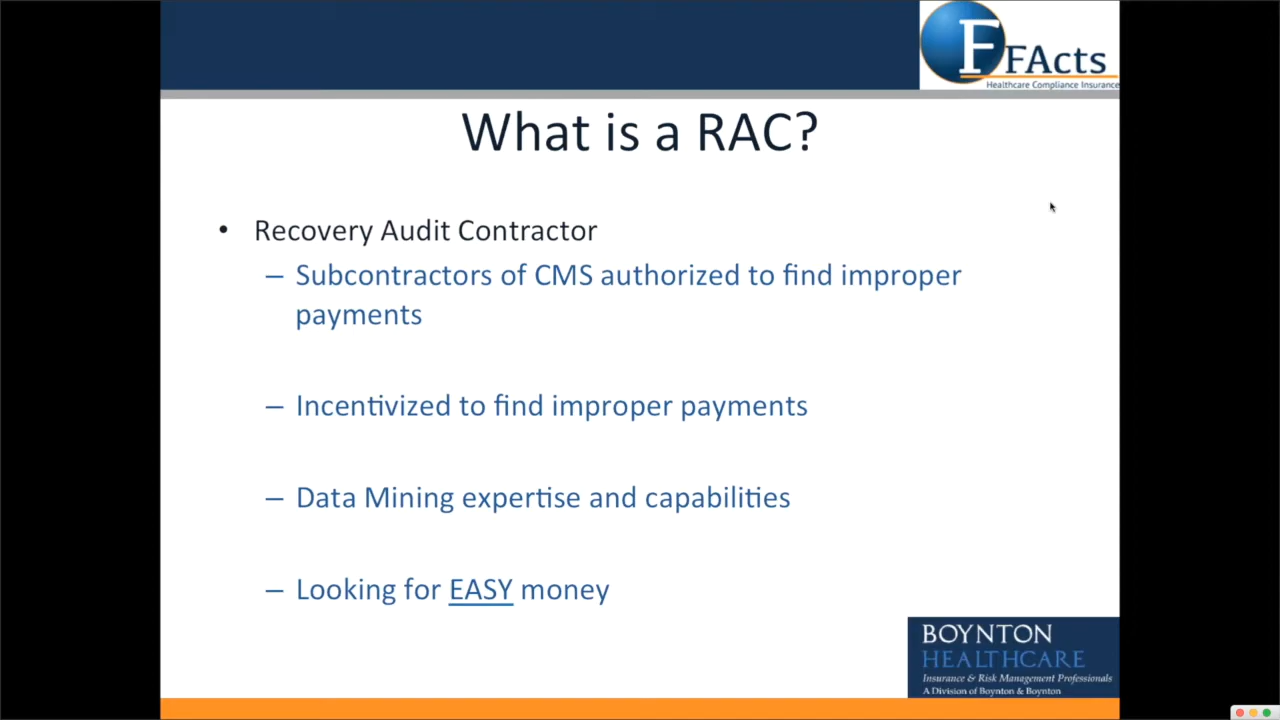 F FActs
Healthcare Compliance Insurance
What is a RAC?
• Recovery Audit Contractor
– Subcontractors of CMS authorized to find improper
payments
– Incentivized to find improper payments
– Data Mining expertise and capabilities
– Looking for EASY money
BOYNTON
HEALTHCARE
Insurance & Risk Management Professionals
A Division of Boynton & Boynton